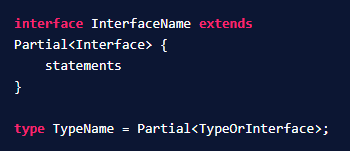 interface InterfaceName extends
Partial<Interface> {
    statements
}

type TypeName = Partial<TypeOrInterface>;